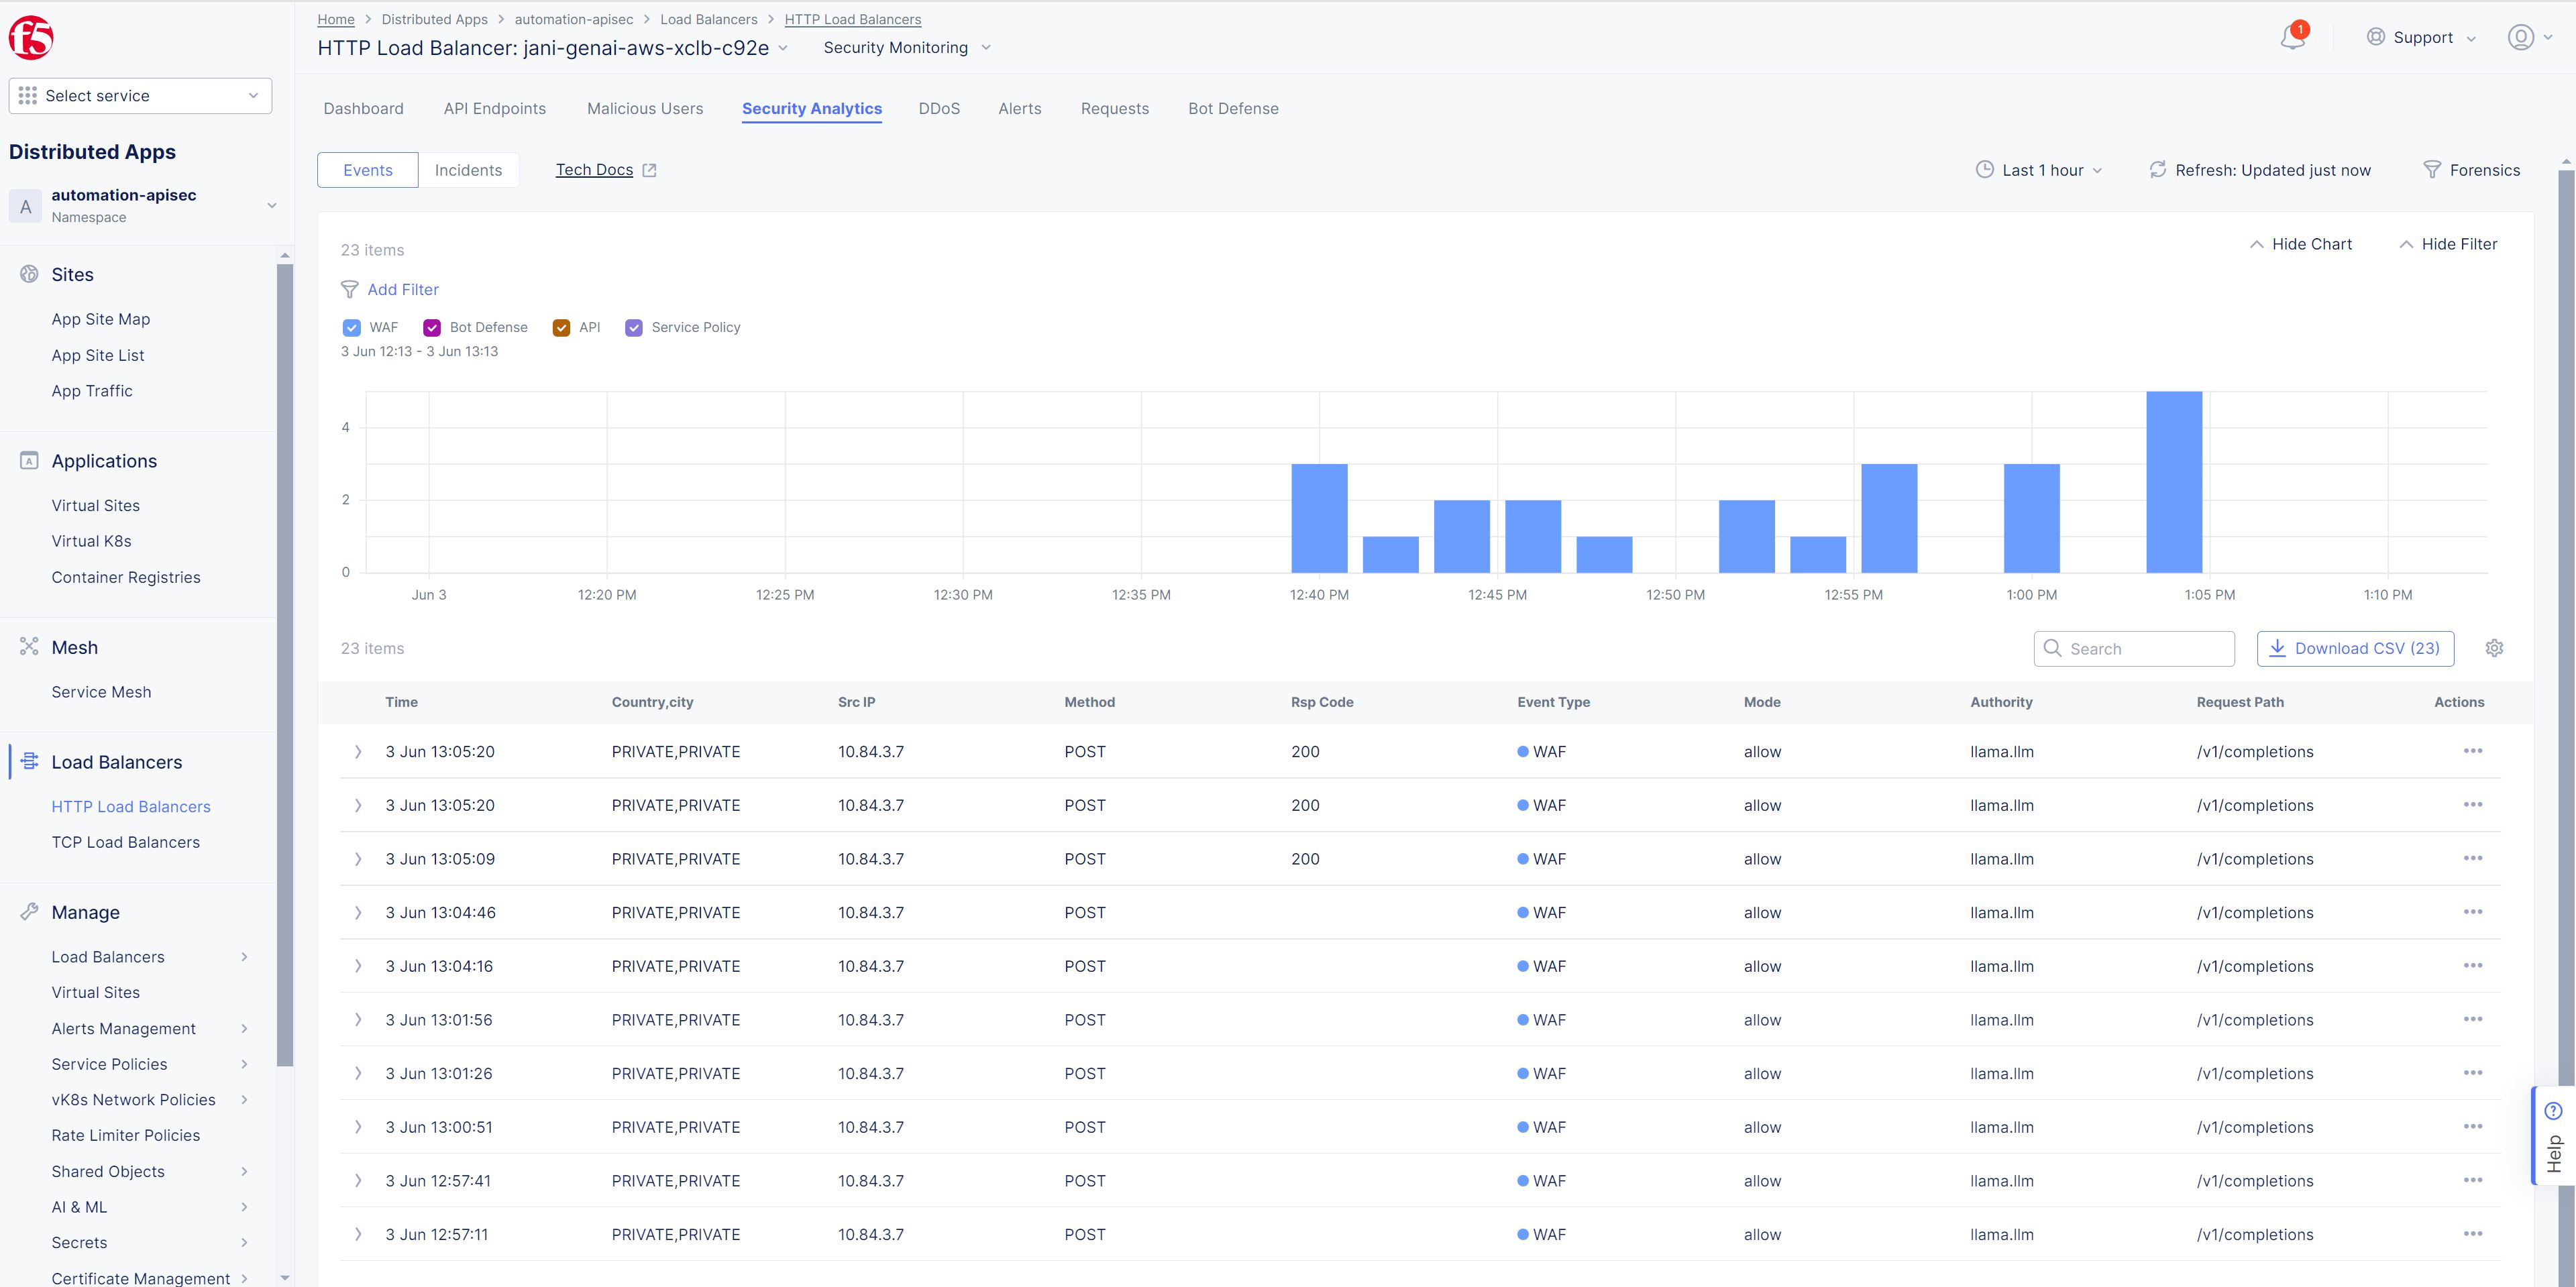 f5
Home > Distributed Apps > automation-apisec > Load Balancers > HTTP Load Balancers
HTTP Load Balancer: jani-genai-aws-xclb-c92e Security Monitoring
1
Support
Select service
Distributed Apps
A
automation-apisec
Namespace
Sites
App Site Map
App Site List
App Traffic
Applications
Virtual Sites
Virtual K8s
Container Registries
Mesh
Service Mesh
Load Balancers
HTTP Load Balancers
TCP Load Balancers
Manage
Load Balancers
Virtual Sites
Alerts Management
Service Policies
vK8s Network Policies
Rate Limiter Policies
Shared Objects
AI & ML
Secrets
Certificate Management
Dashboard API Endpoints Malicious Users Security Analytics DDoS Alerts Requests Bot Defense
Events Incidents Tech Docs Last 1 hour Refresh: Updated just now Forensics
23 items Hide Chart Hide Filter
Add Filter
WAF Bot Defense API Service Policy
3 Jun 12:13 - 3 Jun 13:13
4
2
0
Jun 3 12:20 PM 12:25 PM 12:30 PM 12:35 PM 12:40 PM 12:45 PM 12:50 PM 12:55 PM 1:00 PM 1:05 PM 1:10 PM
23 items Search Download CSV (23)
Time Country,city Src IP Method Rsp Code Event Type Mode Authority Request Path Actions
3 Jun 13:05:20 PRIVATE,PRIVATE 10.84.3.7 POST 200 WAF allow llama.llm /v1/completions
3 Jun 13:05:20 PRIVATE,PRIVATE 10.84.3.7 POST 200 WAF allow llama.llm /v1/completions
3 Jun 13:05:09 PRIVATE,PRIVATE 10.84.3.7 POST 200 WAF allow llama.llm /v1/completions
3 Jun 13:04:46 PRIVATE,PRIVATE 10.84.3.7 POST WAF allow llama.llm /v1/completions
3 Jun 13:04:16 PRIVATE,PRIVATE 10.84.3.7 POST WAF allow llama.llm /v1/completions
3 Jun 13:01:56 PRIVATE,PRIVATE 10.84.3.7 POST WAF allow llama.llm /v1/completions
3 Jun 13:01:26 PRIVATE,PRIVATE 10.84.3.7 POST WAF allow llama.llm /v1/completions
3 Jun 13:00:51 PRIVATE,PRIVATE 10.84.3.7 POST WAF allow llama.llm /v1/completions
3 Jun 12:57:41 PRIVATE,PRIVATE 10.84.3.7 POST WAF allow llama.llm /v1/completions
3 Jun 12:57:11 PRIVATE,PRIVATE 10.84.3.7 POST WAF allow llama.llm /v1/completions
Help